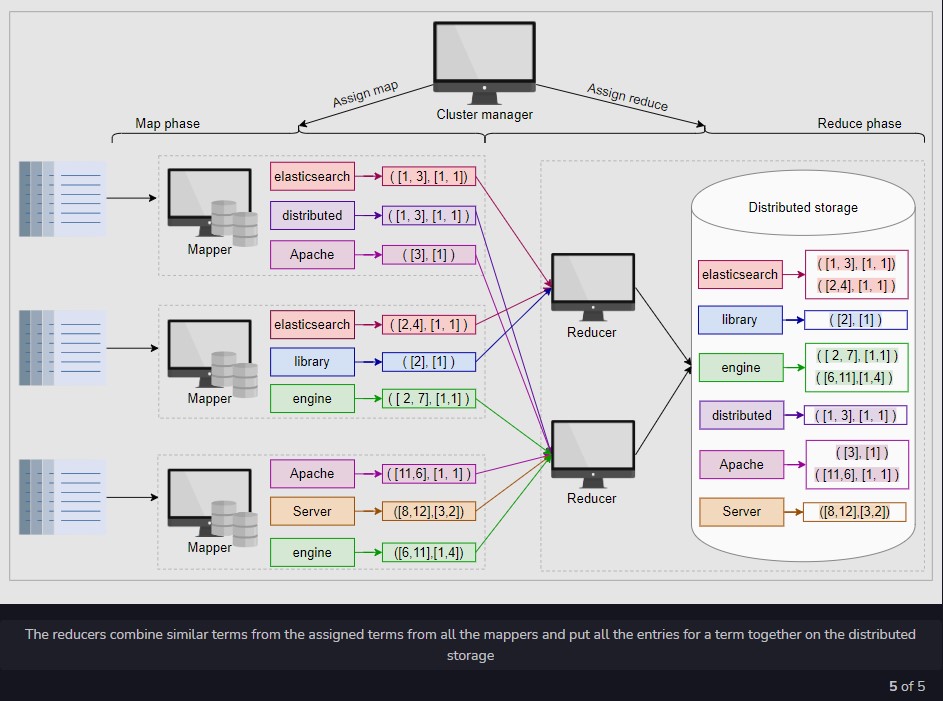 Cluster manager
Assign map
Assign reduce
Map phase
Reduce phase
Mapper
elasticsearch
( [1, 3], [1, 1])
distributed
( [1, 3], [1, 1] )
Apache
( [3], [1] )
Mapper
elasticsearch
( [2,4], [1, 1] )
library
( [2], [1] )
engine
( [ 2, 7], [1,1] )
Mapper
Apache
( [11,6], [1, 1] )
Server
([8,12],[3,2])
engine
([6,11],[1,4])
Reducer
Reducer
Distributed storage
elasticsearch
( [1, 3], [1, 1])
( [2,4], [1, 1] )
library
( [2], [1] )
engine
( [ 2, 7], [1,1] )
([6,11],[1,4] )
distributed
( [1, 3], [1, 1] )
Apache
( [3], [1] )
([11,6], [1, 1] )
Server
([8,12],[3,2])
The reducers combine similar terms from the assigned terms from all the mappers and put all the entries for a term together on the distributed
storage
5 of 5